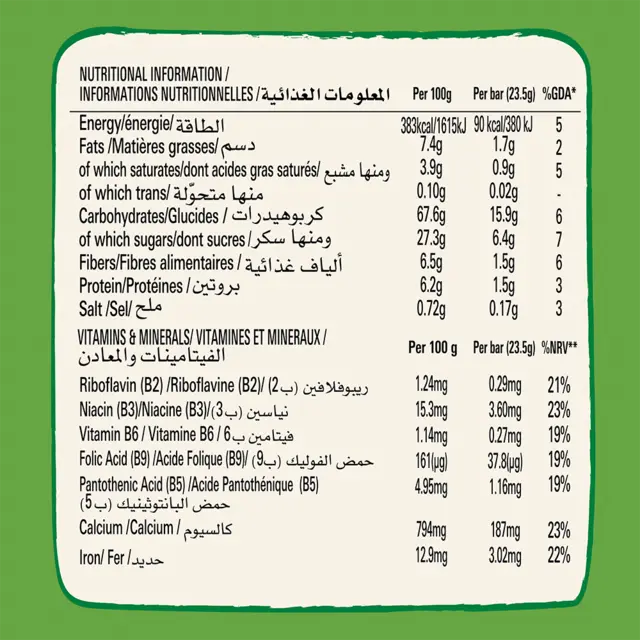 NUTRITIONAL INFORMATION /
INFORMATIONS NUTRITIONNELLES / المعلومات الغذائية Per 100g Per bar (23.5g) %GDA*
Energy/énergie/ الطاقة 383kcal/1615kJ 90 kcal/380 kJ 5
Fats /Matières grasses/ دسم 7.4g 1.7g 2
of which saturates/dont acides gras saturés/ ومنها مشبع 3.9g 0.9g 5
of which trans/ منها متحوّلة 0.10g 0.02g -
Carbohydrates/Glucides / كربوهيدرات 67.6g 15.9g 6
of which sugars/dont sucres / ومنها سكر 27.3g 6.4g 7
Fibers/Fibres alimentaires / ألياف غذائية 6.5g 1.5g 6
Protein/Protéines / بروتين 6.2g 1.5g 3
Salt /Sel/ ملح 0.72g 0.17g 3
VITAMINS & MINERALS/ VITAMINES ET MINERAUX /
الفيتامينات والمعادن Per 100 g Per bar (23.5g) %NRV**
Riboflavin (B2) /Riboflavine (B2)/ ريبوفلافين (ب2) 1.24mg 0.29mg 21%
Niacin (B3)/Niacine (B3)/ نياسين (ب3) 15.3mg 3.60mg 23%
Vitamin B6 / Vitamine B6 / فيتامين ب6 1.14mg 0.27mg 19%
Folic Acid (B9) /Acide Folique (B9)/ حمض الفوليك (ب9) 161(µg) 37.8(µg) 19%
Pantothenic Acid (B5) /Acide Pantothénique (B5) 4.95mg 1.16mg 19%
حمض البانتوثينيك (ب5)
Calcium /Calcium / كالسيوم 794mg 187mg 23%
Iron/ Fer / حديد 12.9mg 3.02mg 22%